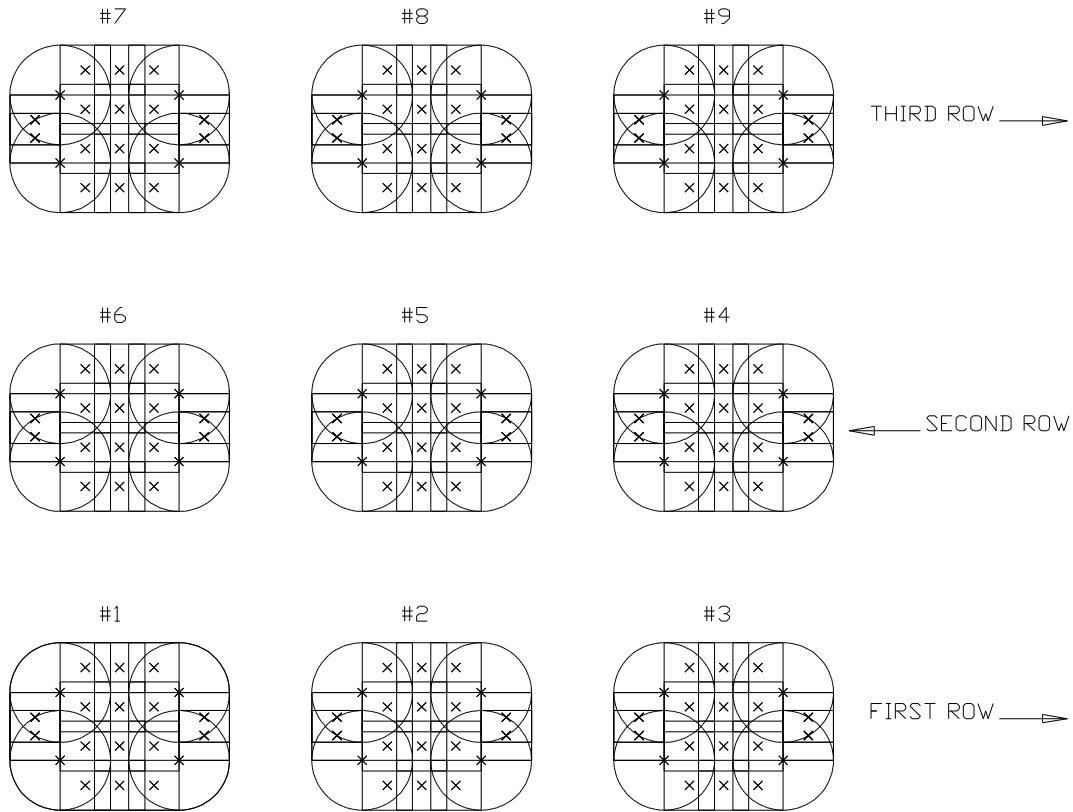 #7 #8 #9
THIRD ROW
#6 #5 #4
SECOND ROW
#1 #2 #3
FIRST ROW